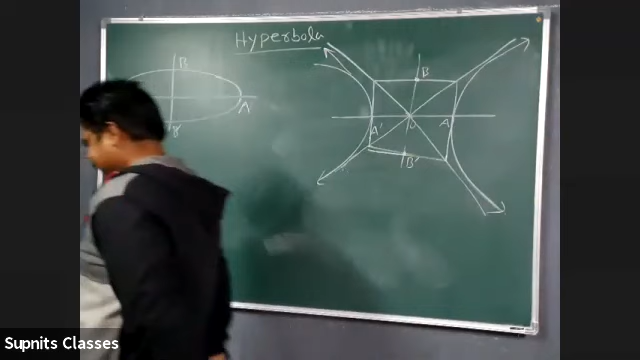 Hyperbola
B
A
B'
B
A'
O
A
B'
Supnits Classes